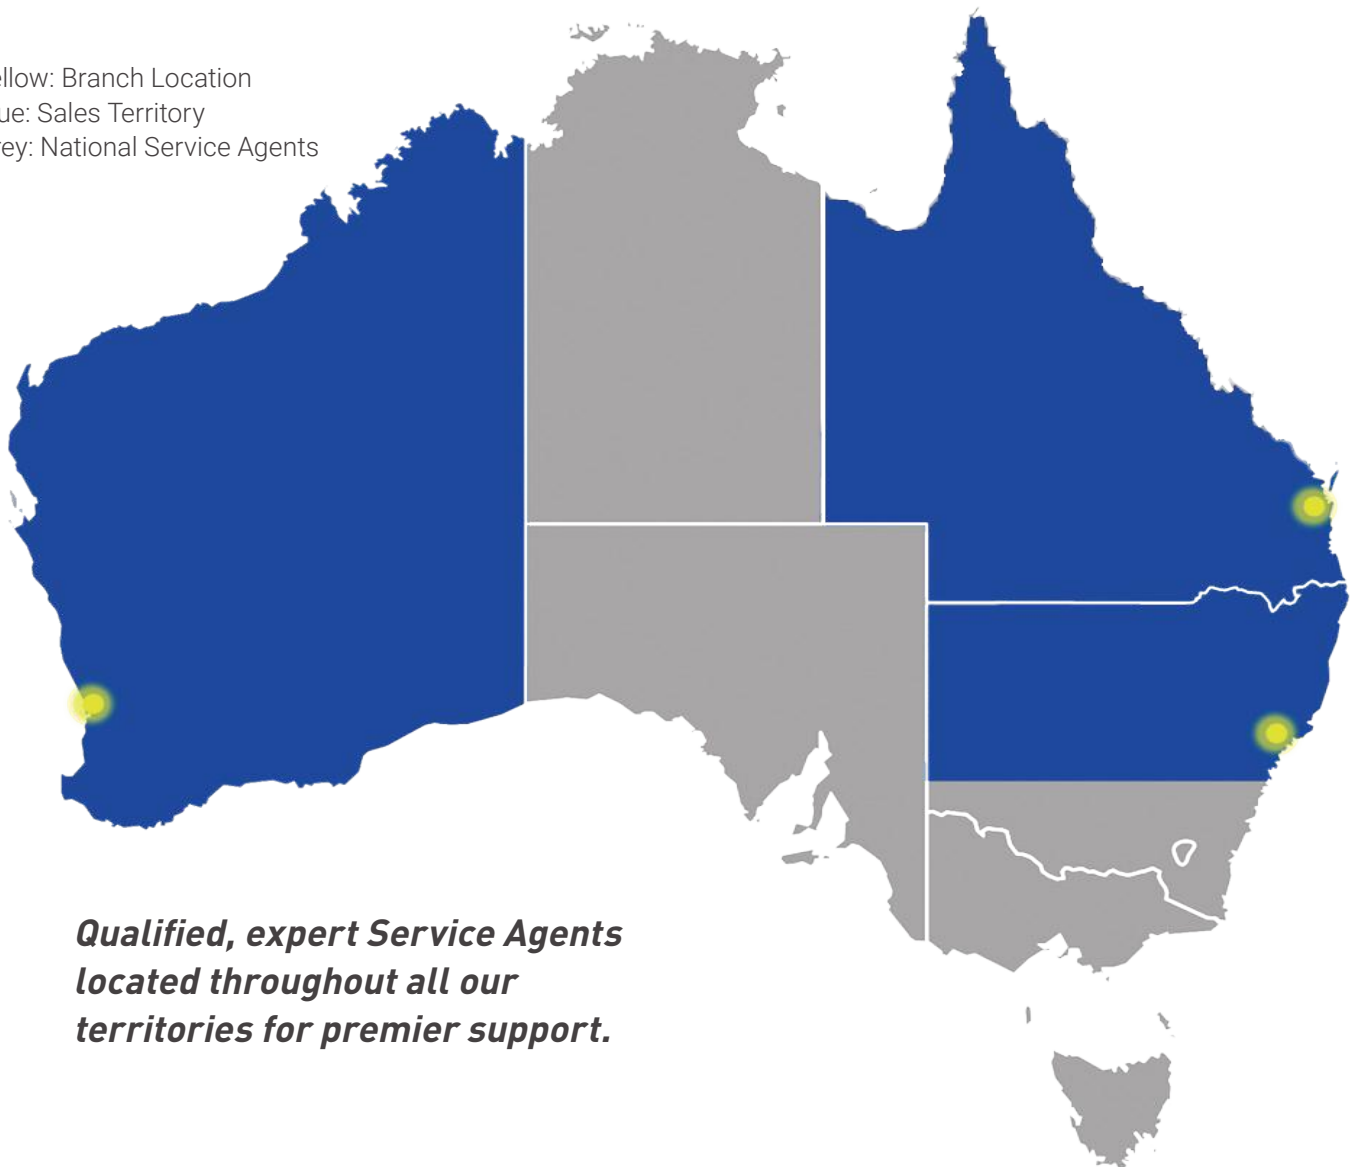 ellow: Branch Location
ue: Sales Territory
rey: National Service Agents
Qualified, expert Service Agents
located throughout all our
territories for premier support.